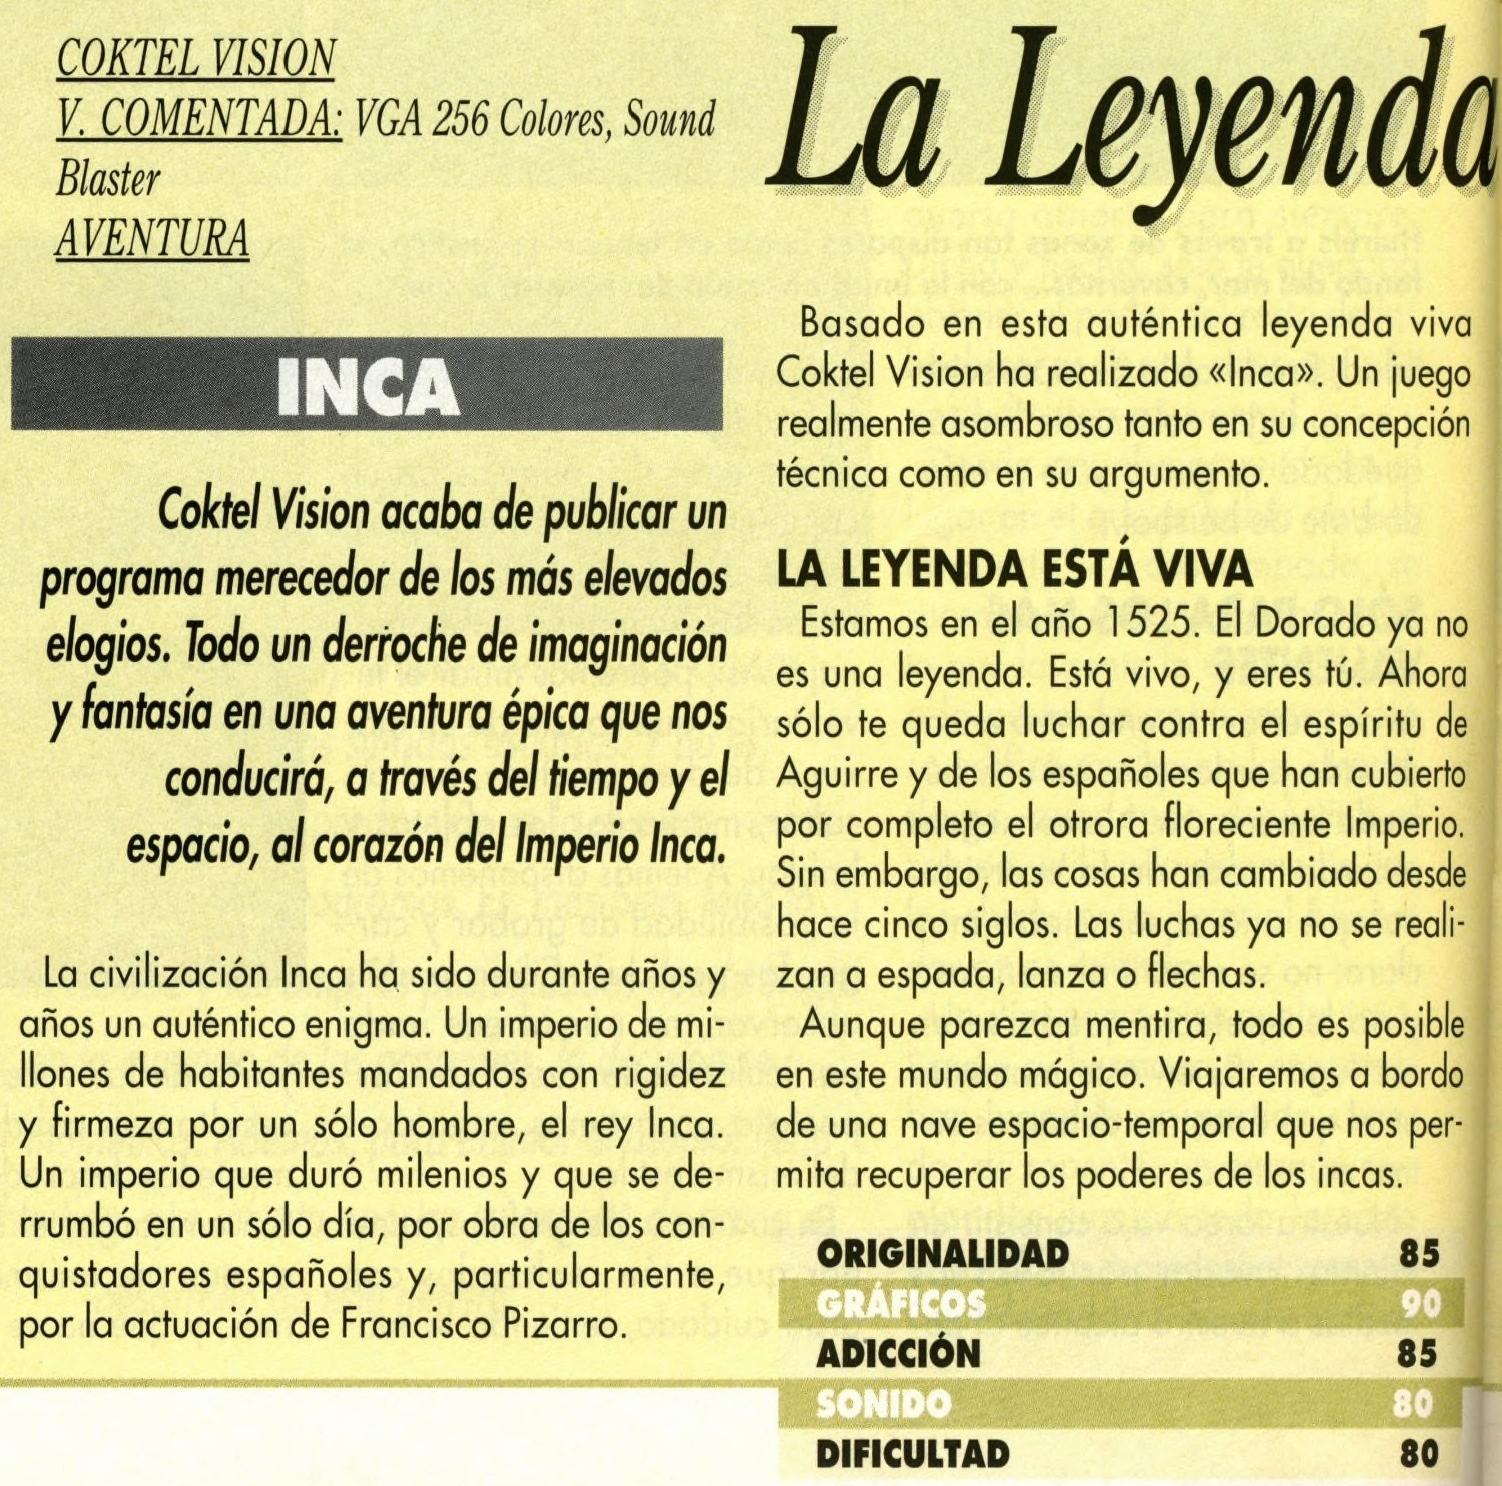 COKTEL VISION
V. COMENTADA: VGA 256 Colores, Sound
Blaster
AVENTURA
La Leyenda
INCA
Coktel Vision acaba de publicar un
programa merecedor de los más elevados
elogios. Todo un derroche de imaginación
y fantasía en una aventura épica que nos
conducirá, a través del tiempo y el
espacio, al corazón del Imperio Inca.
La civilización Inca ha sido durante años y
años un auténtico enigma. Un imperio de mi-
llones de habitantes mandados con rigidez
y firmeza por un sólo hombre, el rey Inca.
Un imperio que duró milenios y que se de-
rrumbó en un sólo día, por obra de los con-
quistadores españoles y, particularmente,
por la actuación de Francisco Pizarro.
Basado en esta auténtica leyenda viva
Coktel Vision ha realizado «Inca». Un juego
realmente asombroso tanto en su concepción
técnica como en su argumento.
LA LEYENDA ESTÁ VIVA
Estamos en el año 1525. El Dorado ya no
es una leyenda. Está vivo, y eres tú. Ahora
sólo te queda luchar contra el espíritu de
Aguirre y de los españoles que han cubierto
por completo el otrora floreciente Imperio.
Sin embargo, las cosas han cambiado desde
hace cinco siglos. Las luchas ya no se reali-
zan a espada, lanza o flechas.
Aunque parezca mentira, todo es posible
en este mundo mágico. Viajaremos a bordo
de una nave espacio-temporal que nos per-
mita recuperar los poderes de los incas.
ORIGINALIDAD 85
GRÁFICOS 90
ADICCIÓN 85
SONIDO 80
DIFICULTAD 80